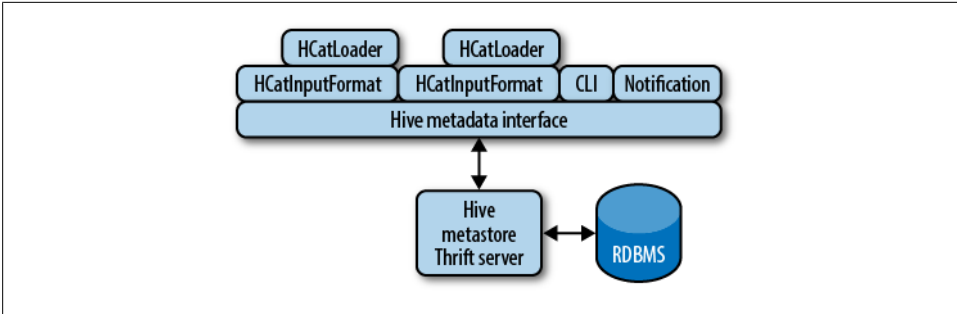 HCatLoader
HCatLoader
HCatInputFormat
HCatInputFormat
CLI
Notification
Hive metadata interface
Hive
metastore
Thrift server
RDBMS